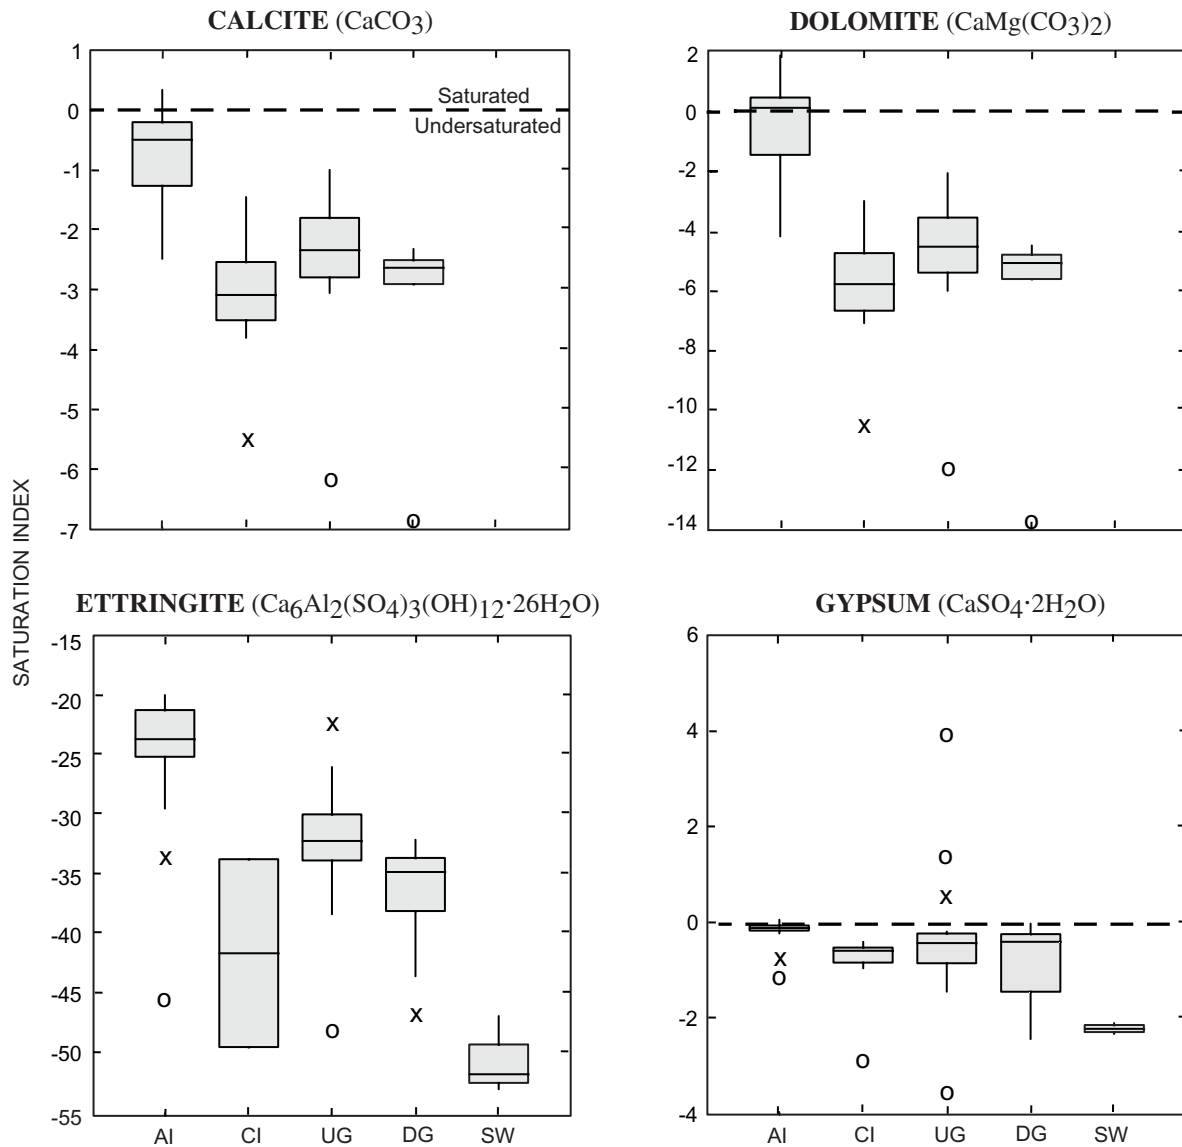 CALCITE (CaCO3)
1
0
-1
-2
-3
-4
-5
-6
-7
Saturated
Undersaturated
x
o
o
DOLOMITE (CaMg(CO3)2)
2
0
-2
-4
-6
-8
-10
-12
-14
x
o
o
SATURATION INDEX
ETTRINGITE (Ca6Al2(SO4)3(OH)12·26H2O)
-15
-20
-25
-30
-35
-40
-45
-50
-55
x
x
o
o
x
AI CI UG DG SW
GYPSUM (CaSO4·2H2O)
6
4
2
0
-2
-4
o
o
x
x
o
o
o
AI CI UG DG SW